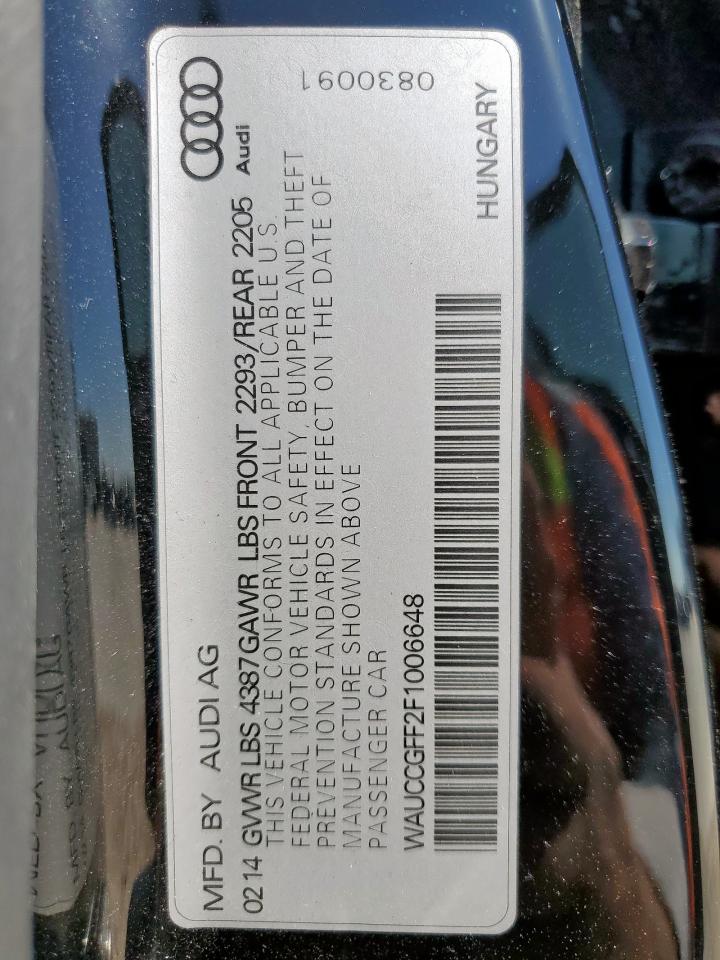 MFD. BY AUDI AG
Audi
0214 GVWR LBS 4387 GAWR LBS FRONT 2293/REAR 2205
THIS VEHICLE CONFORMS TO ALL APPLICABLE U.S.
FEDERAL MOTOR VEHICLE SAFETY, BUMPER AND THEFT
PREVENTION STANDARDS IN EFFECT ON THE DATE OF
MANUFACTURE SHOWN ABOVE
PASSENGER CAR
0830091
WAUCCGFF2F1006648
HUNGARY